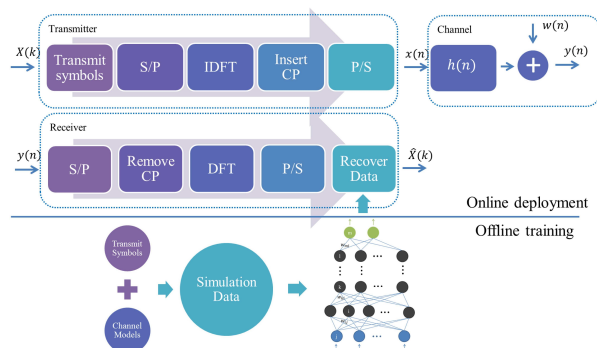 Transmitter
X(k)
Transmit
symbols
S/P
IDFT
Insert
CP
P/S
x(n)
Channel
h(n)
w(n)
+
y(n)
Receiver
y(n)
S/P
Remove
CP
DFT
P/S
Recover
Data
X̂(k)
Online deployment
Offline training
Transmit
Symbols
Channel
Models
Simulation
Data